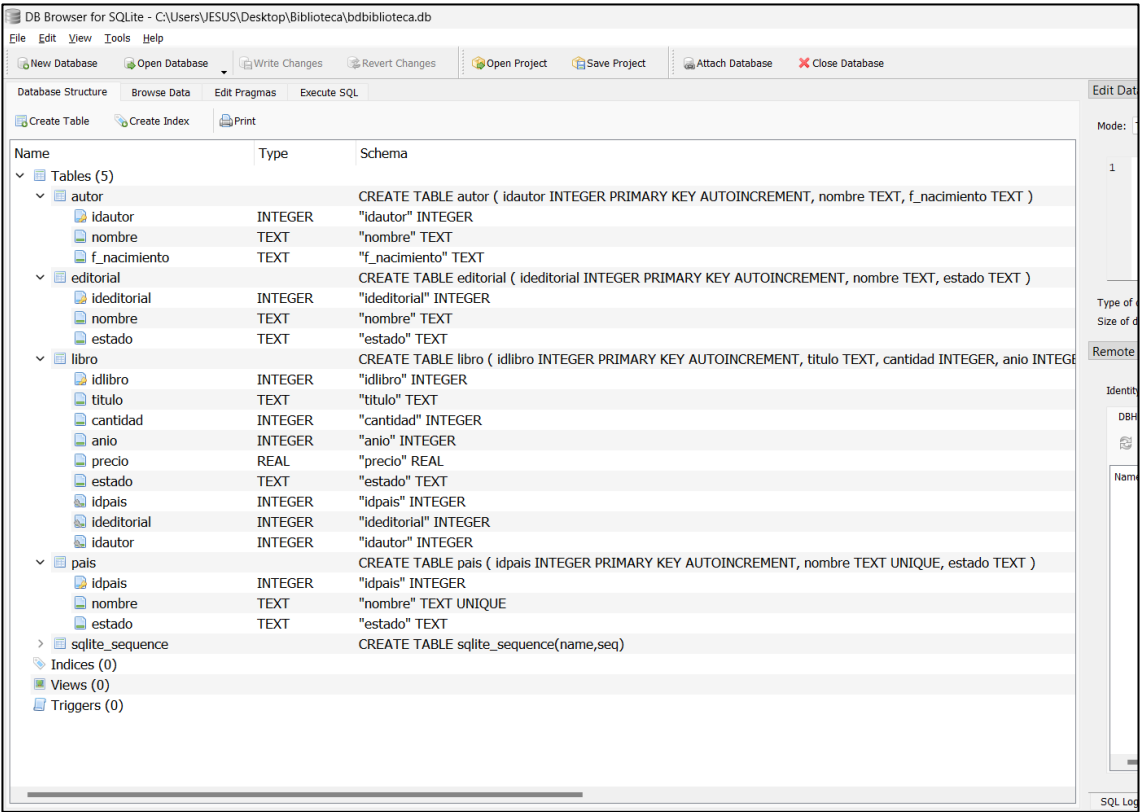 DB Browser for SQLite - C:\Users\JESUS\Desktop\Biblioteca\bdbiblioteca.db
File Edit View Tools Help
New Database Open Database Write Changes Revert Changes Open Project Save Project Attach Database Close Database
Database Structure Browse Data Edit Pragmas Execute SQL
Create Table Create Index Print
Name Type Schema
Tables (5)
autor CREATE TABLE autor ( idautor INTEGER PRIMARY KEY AUTOINCREMENT, nombre TEXT, f_nacimiento TEXT )
idautor INTEGER "idautor" INTEGER
nombre TEXT "nombre" TEXT
f_nacimiento TEXT "f_nacimiento" TEXT
editorial CREATE TABLE editorial ( ideditorial INTEGER PRIMARY KEY AUTOINCREMENT, nombre TEXT, estado TEXT )
ideditorial INTEGER "ideditorial" INTEGER
nombre TEXT "nombre" TEXT
estado TEXT "estado" TEXT
libro CREATE TABLE libro ( idlibro INTEGER PRIMARY KEY AUTOINCREMENT, titulo TEXT, cantidad INTEGER, anio INTEGE
idlibro INTEGER "idlibro" INTEGER
titulo TEXT "titulo" TEXT
cantidad INTEGER "cantidad" INTEGER
anio INTEGER "anio" INTEGER
precio REAL "precio" REAL
estado TEXT "estado" TEXT
idpais INTEGER "idpais" INTEGER
ideditorial INTEGER "ideditorial" INTEGER
idautor INTEGER "idautor" INTEGER
pais CREATE TABLE pais ( idpais INTEGER PRIMARY KEY AUTOINCREMENT, nombre TEXT UNIQUE, estado TEXT )
idpais INTEGER "idpais" INTEGER
nombre TEXT "nombre" TEXT UNIQUE
estado TEXT "estado" TEXT
sqlite_sequence CREATE TABLE sqlite_sequence(name,seq)
Indices (0)
Views (0)
Triggers (0)
Edit Dat
Mode:
1
Type of
Size of d
Remote
Identity
DBH
Name
SQL Log